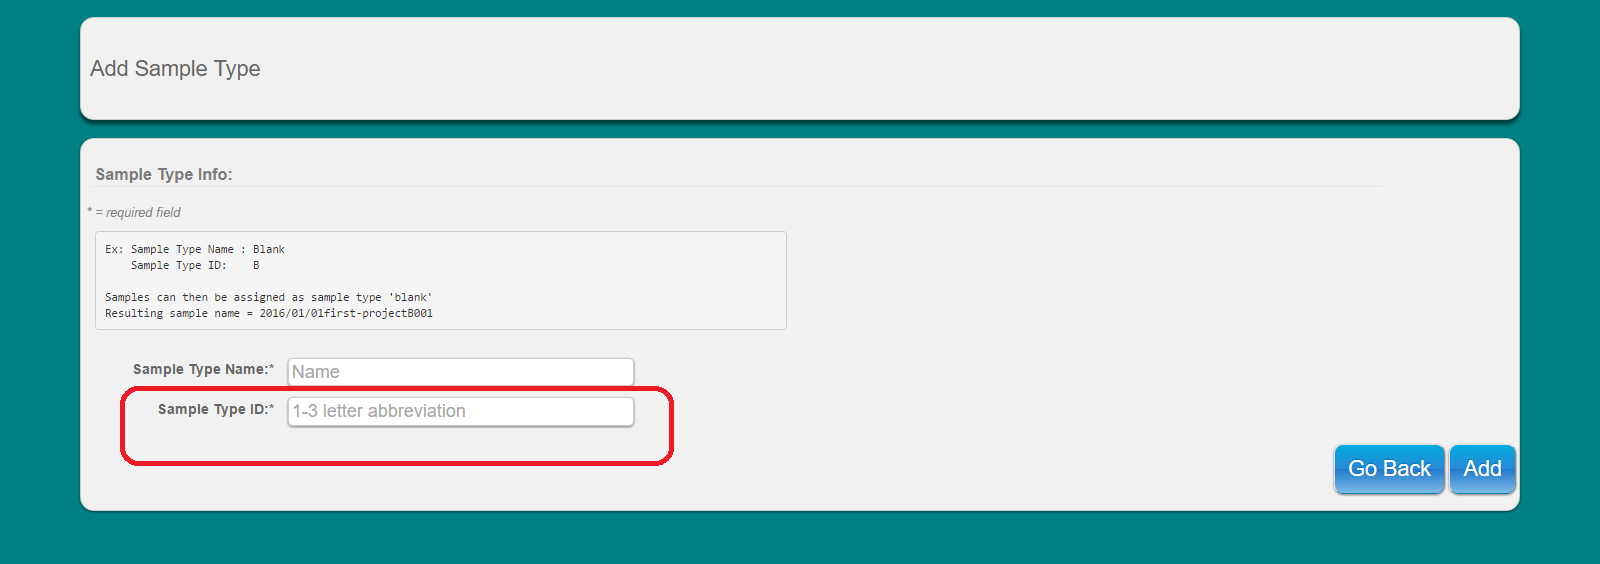 Add Sample Type
Sample Type Info:
* = required field
Ex: Sample Type Name : Blank
Sample Type ID: B
Samples can then be assigned as sample type 'blank'
Resulting sample name = 2016/01/01first-projectB001
Sample Type Name:* Name
Sample Type ID:* 1-3 letter abbreviation
Go Back Add